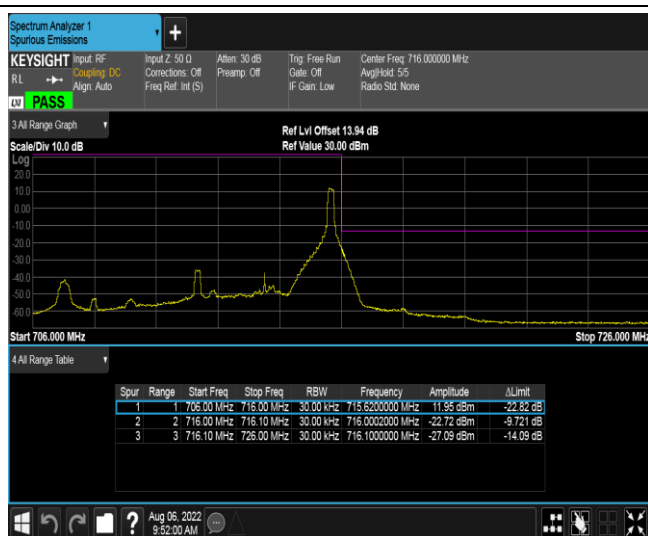 Spectrum Analyzer 1
Spurious Emissions
+
KEYSIGHT Input: RF Input Z: 50 Ω Atten: 30 dB Trig: Free Run Center Freq: 716.000000 MHz
RL Coupling: DC Corrections: Off Preamp: Off Gate: Off Avg|Hold: 5/5
Align: Auto Freq Ref: Int (S) IF Gain: Low Radio Std: None
LXI PASS
3 All Range Graph
Ref Lvl Offset 13.94 dB
Scale/Div 10.0 dB Ref Value 30.00 dBm
Log
20.0
10.0
0.00
-10.0
-20.0
-30.0
-40.0
-50.0
-60.0
Start 706.000 MHz Stop 726.000 MHz
4 All Range Table
Spur Range Start Freq Stop Freq RBW Frequency Amplitude ΔLimit
1 1 706.00 MHz 716.00 MHz 30.00 kHz 715.6200000 MHz 11.95 dBm -22.82 dB
2 2 716.00 MHz 716.10 MHz 30.00 kHz 716.0002000 MHz -22.72 dBm -9.721 dB
3 3 716.10 MHz 726.00 MHz 30.00 kHz 716.1000000 MHz -27.09 dBm -14.09 dB
? Aug 06, 2022
9:52:00 AM